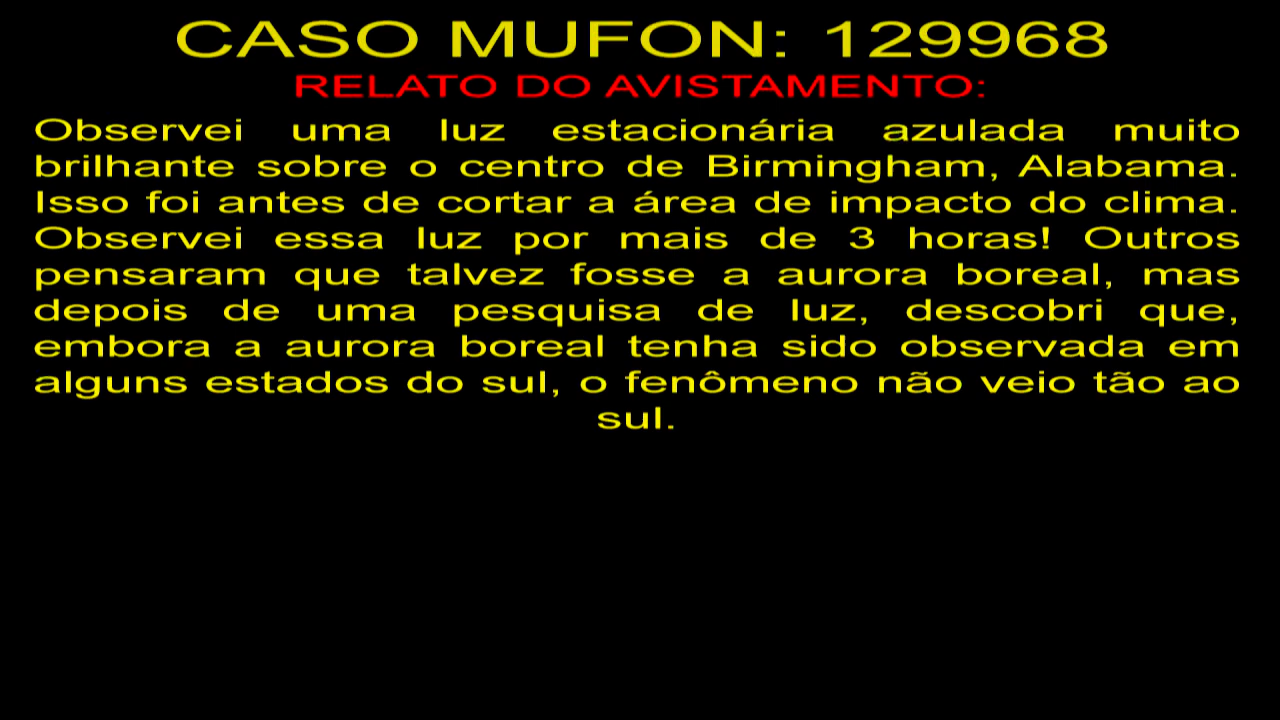 CASO MUFON: 129968
RELATO DO AVISTAMENTO:
Observei uma luz estacionária azulada muito
brilhante sobre o centro de Birmingham, Alabama.
Isso foi antes de cortar a área de impacto do clima.
Observei essa luz por mais de 3 horas! Outros
pensaram que talvez fosse a aurora boreal, mas
depois de uma pesquisa de luz, descobri que,
embora a aurora boreal tenha sido observada em
alguns estados do sul, o fenômeno não veio tão ao
sul.